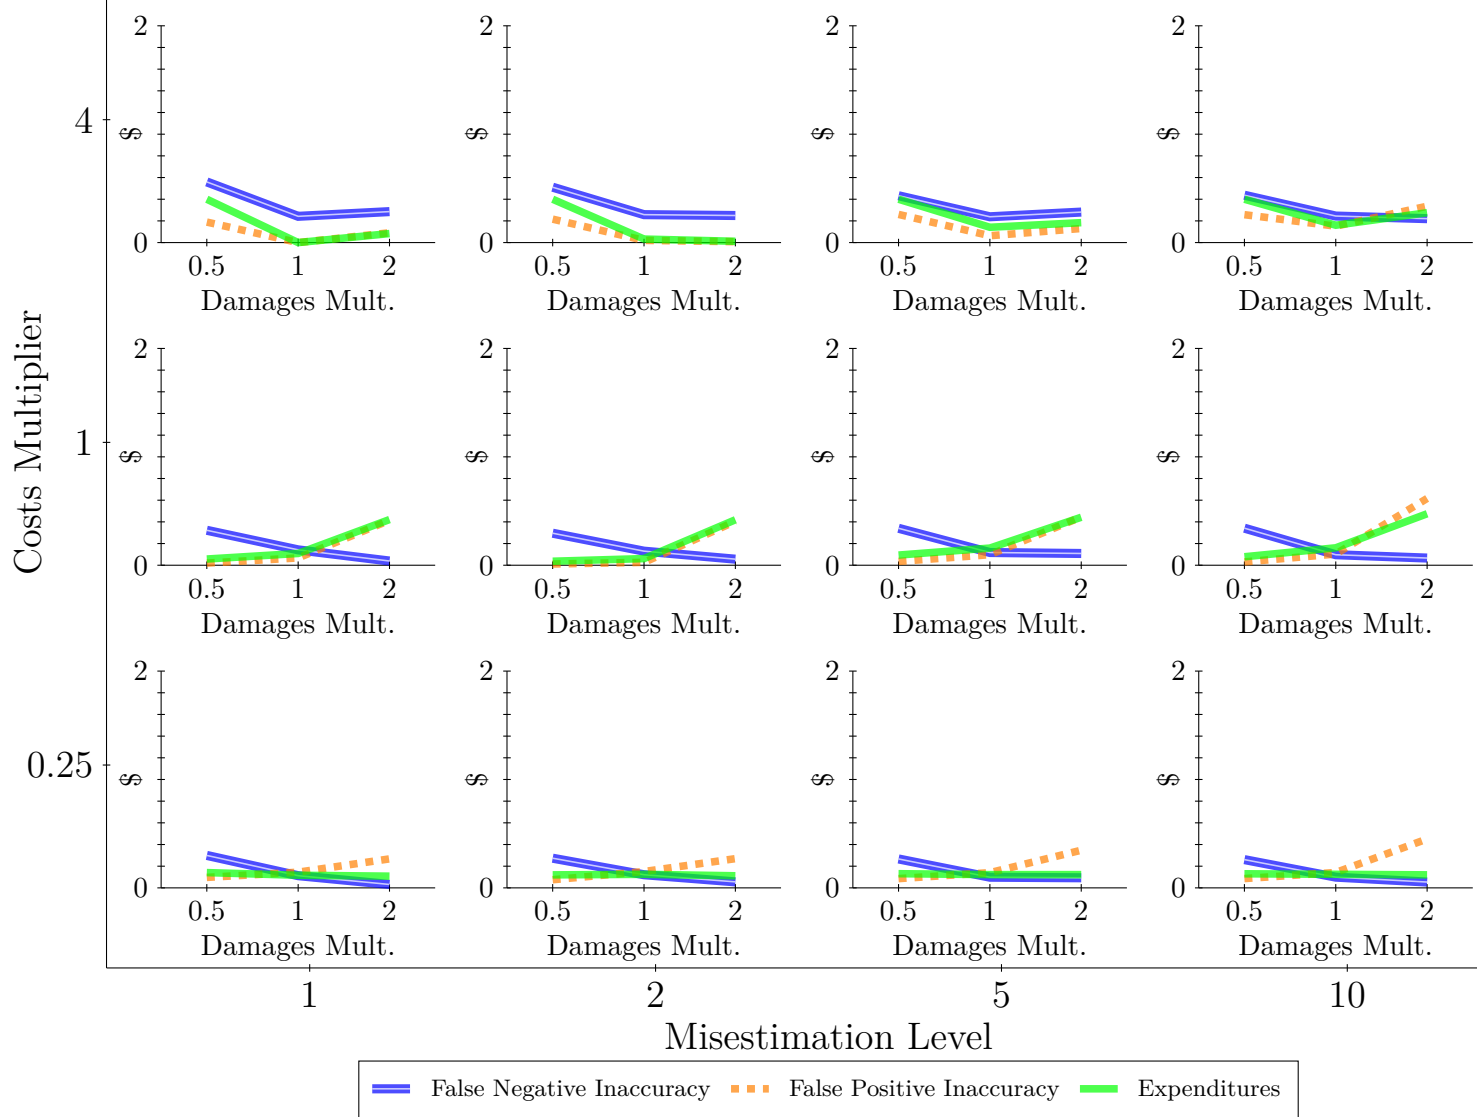 Costs Multiplier
4
2
$
0
0.5 1 2
Damages Mult.
2
$
0
0.5 1 2
Damages Mult.
2
$
0
0.5 1 2
Damages Mult.
2
$
0
0.5 1 2
Damages Mult.
1
2
$
0
0.5 1 2
Damages Mult.
2
$
0
0.5 1 2
Damages Mult.
2
$
0
0.5 1 2
Damages Mult.
2
$
0
0.5 1 2
Damages Mult.
0.25
2
$
0
0.5 1 2
Damages Mult.
2
$
0
0.5 1 2
Damages Mult.
2
$
0
0.5 1 2
Damages Mult.
2
$
0
0.5 1 2
Damages Mult.
1 2 5 10
Misestimation Level
False Negative Inaccuracy False Positive Inaccuracy Expenditures